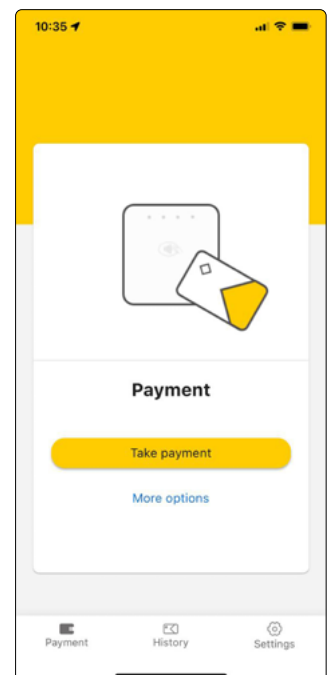 10:35
Payment
Take payment
More options
Payment
History
Settings